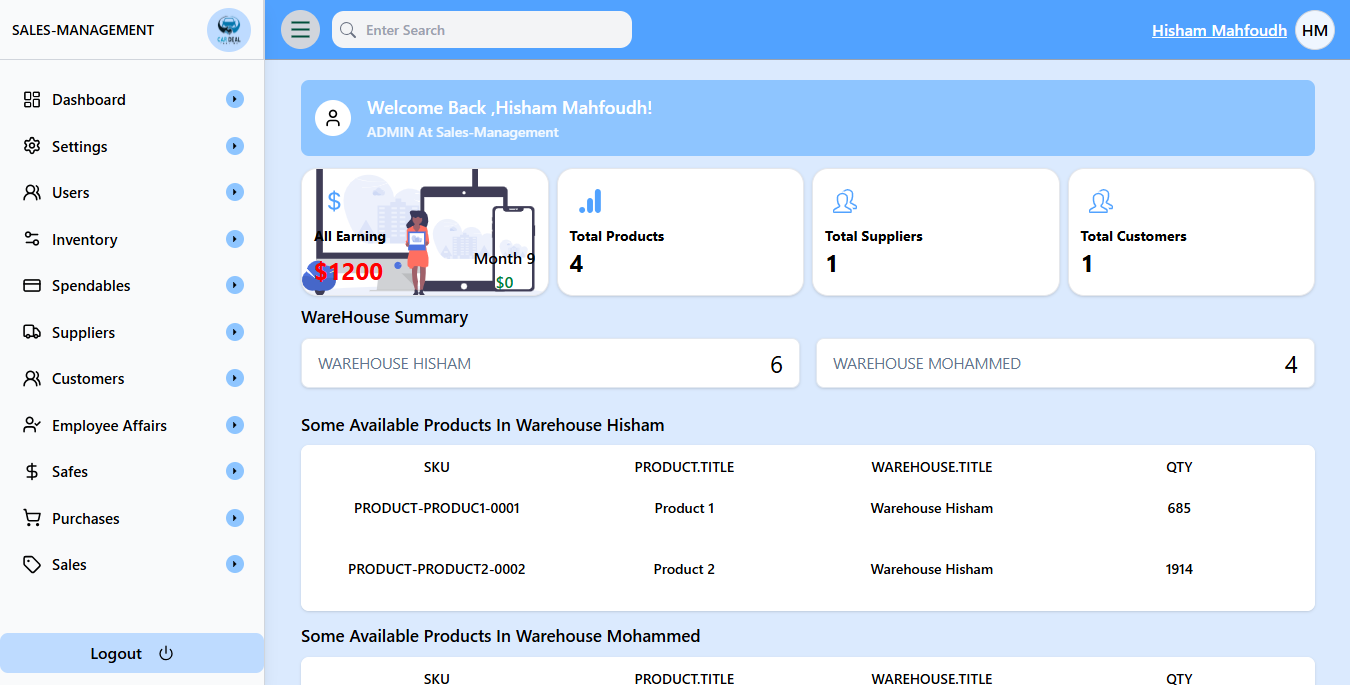 SALES-MANAGEMENT
CAR DEAL
Enter Search
Hisham Mahfoudh
HM
Dashboard
Settings
Users
Inventory
Spendables
Suppliers
Customers
Employee Affairs
Safes
Purchases
Sales
Logout
Welcome Back ,Hisham Mahfoudh!
ADMIN At Sales-Management
All Earning
$1200
Month 9
$0
Total Products
4
Total Suppliers
1
Total Customers
1
WareHouse Summary
WAREHOUSE HISHAM 6
WAREHOUSE MOHAMMED 4
Some Available Products In Warehouse Hisham
SKU PRODUCT.TITLE WAREHOUSE.TITLE QTY
PRODUCT-PRODUC1-0001 Product 1 Warehouse Hisham 685
PRODUCT-PRODUCT2-0002 Product 2 Warehouse Hisham 1914
Some Available Products In Warehouse Mohammed
SKU PRODUCT.TITLE WAREHOUSE.TITLE QTY